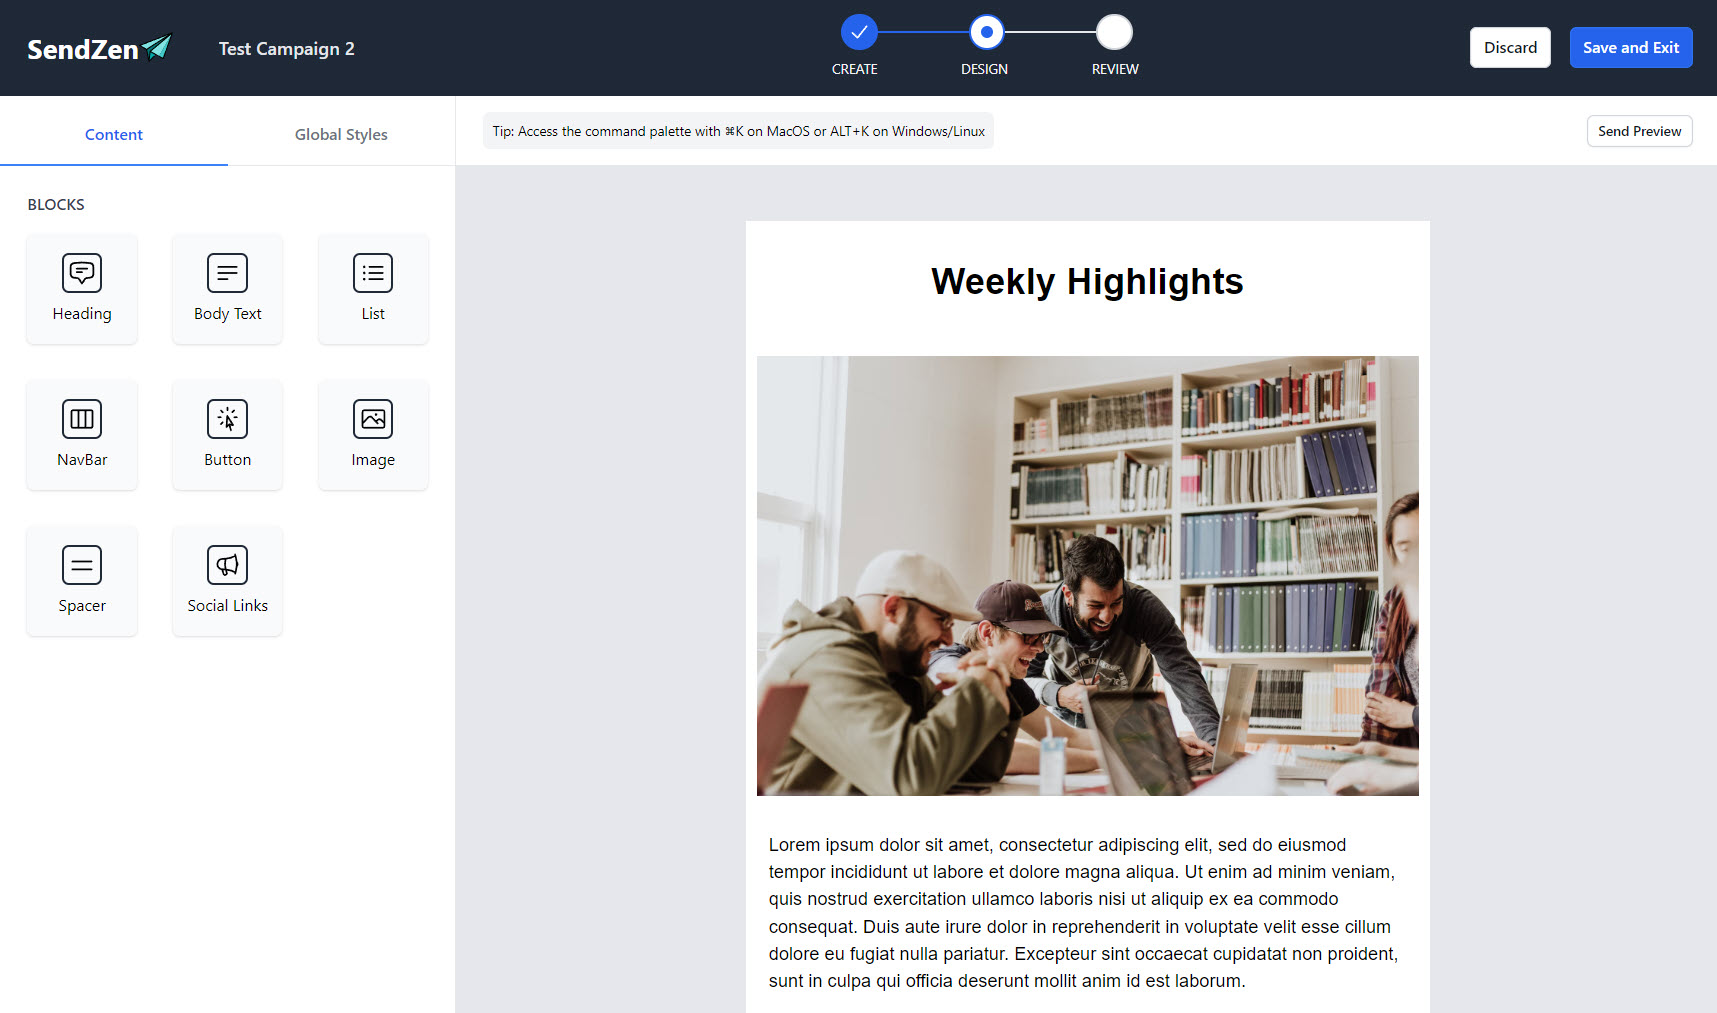 SendZen
Test Campaign 2
CREATE
DESIGN
REVIEW
Discard
Save and Exit
Content
Global Styles
Tip: Access the command palette with ⌘K on MacOS or ALT+K on Windows/Linux
Send Preview
BLOCKS
Heading
Body Text
List
NavBar
Button
Image
Spacer
Social Links
Weekly Highlights
Lorem ipsum dolor sit amet, consectetur adipiscing elit, sed do eiusmod
tempor incididunt ut labore et dolore magna aliqua. Ut enim ad minim veniam,
quis nostrud exercitation ullamco laboris nisi ut aliquip ex ea commodo
consequat. Duis aute irure dolor in reprehenderit in voluptate velit esse cillum
dolore eu fugiat nulla pariatur. Excepteur sint occaecat cupidatat non proident,
sunt in culpa qui officia deserunt mollit anim id est laborum.